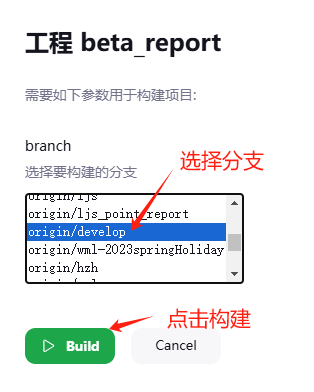 工程 beta_report
需要如下参数用于构建项目:
branch
选择要构建的分支
选择分支
origin/ljs
origin/ljs_point_report
origin/develop
origin/wml-2023springHoliday
origin/hzh
点击构建
Build
Cancel